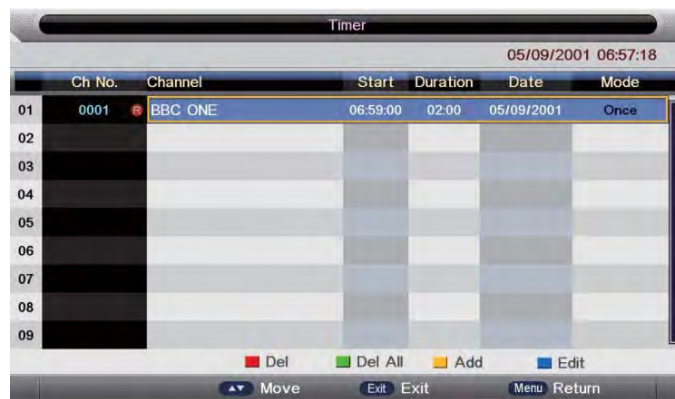 Timer
05/09/2001 06:57:18
Ch No. Channel Start Duration Date Mode
01 0001 R BBC ONE 06:59:00 02:00 05/09/2001 Once
02
03
04
05
06
07
08
09
Del Del All Add Edit
Move Exit Exit Menu Return